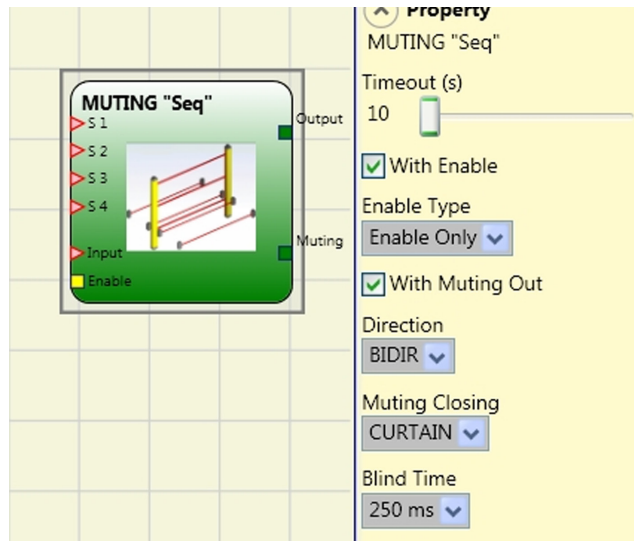 MUTING "Seq"
S 1
S 2
S 3
S 4
Input
Enable
Output
Muting
Property
MUTING "Seq"
Timeout (s)
10
With Enable
Enable Type
Enable Only
With Muting Out
Direction
BIDIR
Muting Closing
CURTAIN
Blind Time
250 ms